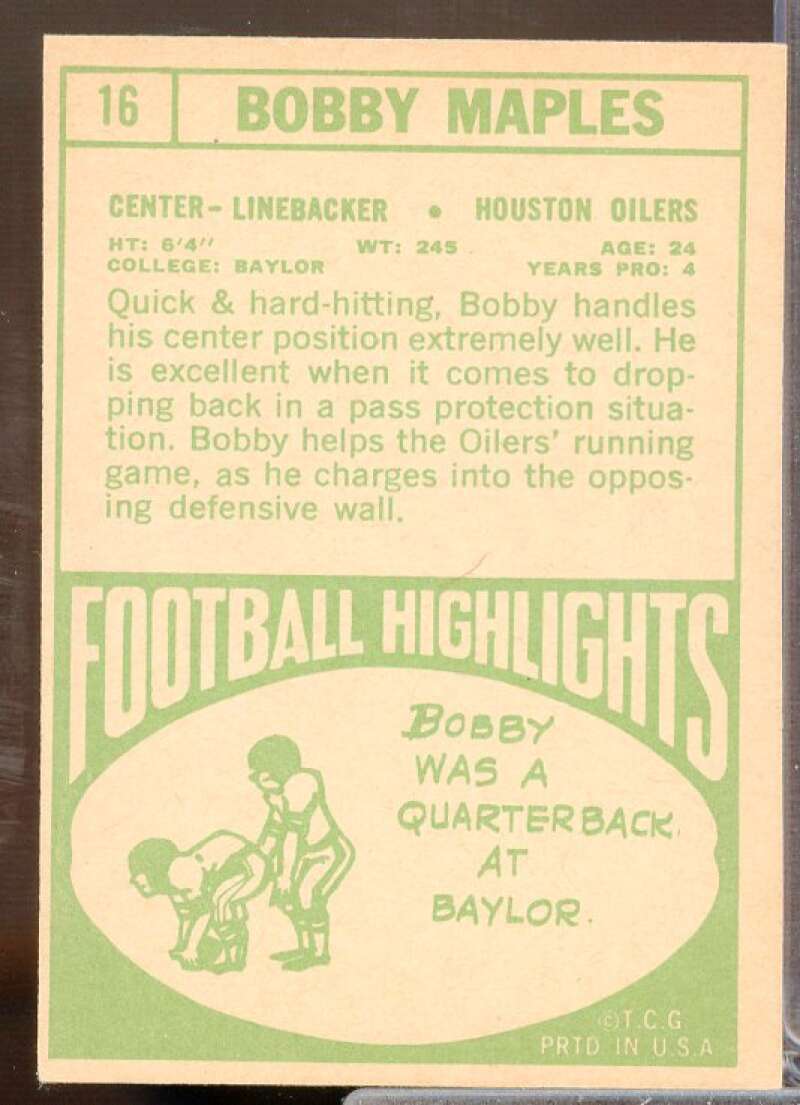 16 BOBBY MAPLES
CENTER-LINEBACKER • HOUSTON OILERS
HT: 6'4" WT: 245 AGE: 24
COLLEGE: BAYLOR YEARS PRO: 4
Quick & hard-hitting, Bobby handles
his center position extremely well. He
is excellent when it comes to drop-
ping back in a pass protection situa-
tion. Bobby helps the Oilers' running
game, as he charges into the oppos-
ing defensive wall.
FOOTBALL HIGHLIGHTS
BOBBY
WAS A
QUARTERBACK
AT
BAYLOR.
©T.C.G
PRTD IN U.S.A